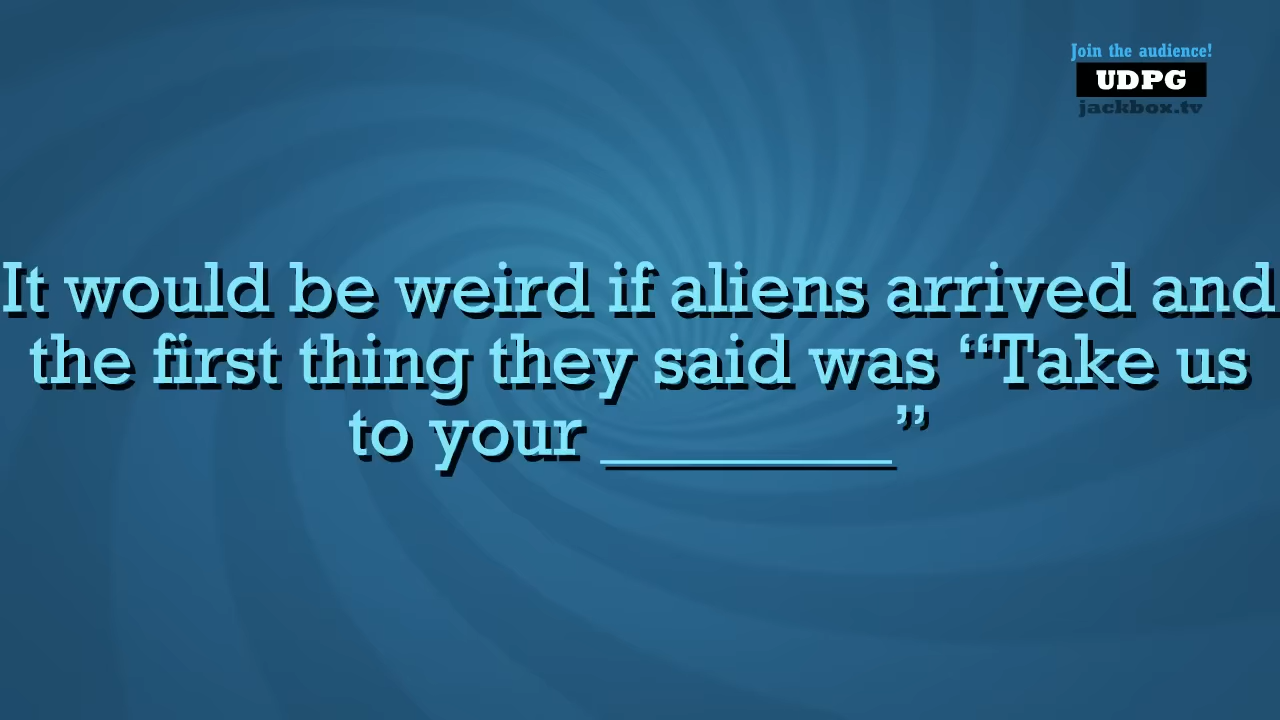 Join the audience!
UDPG
jackbox.tv
It would be weird if aliens arrived and
the first thing they said was “Take us
to your ________”